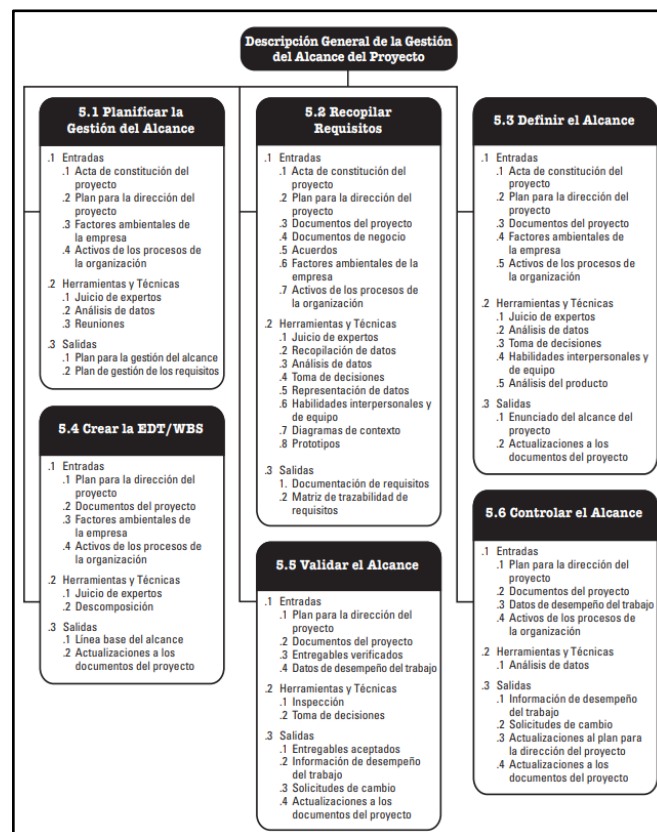 Descripción General de la Gestión
del Alcance del Proyecto
5.1 Planificar la
Gestión del Alcance
.1 Entradas
.1 Acta de constitución del
proyecto
.2 Plan para la dirección del
proyecto
.3 Factores ambientales de
la empresa
.4 Activos de los procesos de
la organización
.2 Herramientas y Técnicas
.1 Juicio de expertos
.2 Análisis de datos
.3 Reuniones
.3 Salidas
.1 Plan para la gestión del alcance
.2 Plan de gestión de los requisitos
5.2 Recopilar
Requisitos
.1 Entradas
.1 Acta de constitución del
proyecto
.2 Plan para la dirección del
proyecto
.3 Documentos del proyecto
.4 Documentos de negocio
.5 Acuerdos
.6 Factores ambientales de la
empresa
.7 Activos de los procesos de
la organización
.2 Herramientas y Técnicas
.1 Juicio de expertos
.2 Recopilación de datos
.3 Análisis de datos
.4 Toma de decisiones
.5 Representación de datos
.6 Habilidades interpersonales y
de equipo
.7 Diagramas de contexto
.8 Prototipos
.3 Salidas
1. Documentación de requisitos
.2 Matriz de trazabilidad de
requisitos
5.3 Definir el Alcance
.1 Entradas
.1 Acta de constitución del
proyecto
.2 Plan para la dirección del
proyecto
.3 Documentos del proyecto
.4 Factores ambientales de la
empresa
.5 Activos de los procesos de
la organización
.2 Herramientas y Técnicas
.1 Juicio de expertos
.2 Análisis de datos
.3 Toma de decisiones
.4 Habilidades interpersonales y
de equipo
.5 Análisis del producto
.3 Salidas
.1 Enunciado del alcance del
proyecto
.2 Actualizaciones a los
documentos del proyecto
5.4 Crear la EDT/WBS
.1 Entradas
.1 Plan para la dirección del
proyecto
.2 Documentos del proyecto
.3 Factores ambientales de la
empresa
.4 Activos de los procesos de
la organización
.2 Herramientas y Técnicas
.1 Juicio de expertos
.2 Descomposición
.3 Salidas
.1 Línea base del alcance
.2 Actualizaciones a los
documentos del proyecto
5.5 Validar el Alcance
.1 Entradas
.1 Plan para la dirección del
proyecto
.2 Documentos del proyecto
.3 Entregables verificados
.4 Datos de desempeño del trabajo
.2 Herramientas y Técnicas
.1 Inspección
.2 Toma de decisiones
.3 Salidas
.1 Entregables aceptados
.2 Información de desempeño
del trabajo
.3 Solicitudes de cambio
.4 Actualizaciones a los
documentos del proyecto
5.6 Controlar el Alcance
.1 Entradas
.1 Plan para la dirección del
proyecto
.2 Documentos del proyecto
.3 Datos de desempeño del trabajo
.4 Activos de los procesos de
la organización
.2 Herramientas y Técnicas
.1 Análisis de datos
.3 Salidas
.1 Información de desempeño
del trabajo
.2 Solicitudes de cambio
.3 Actualizaciones al plan para
la dirección del proyecto
.4 Actualizaciones a los
documentos del proyecto